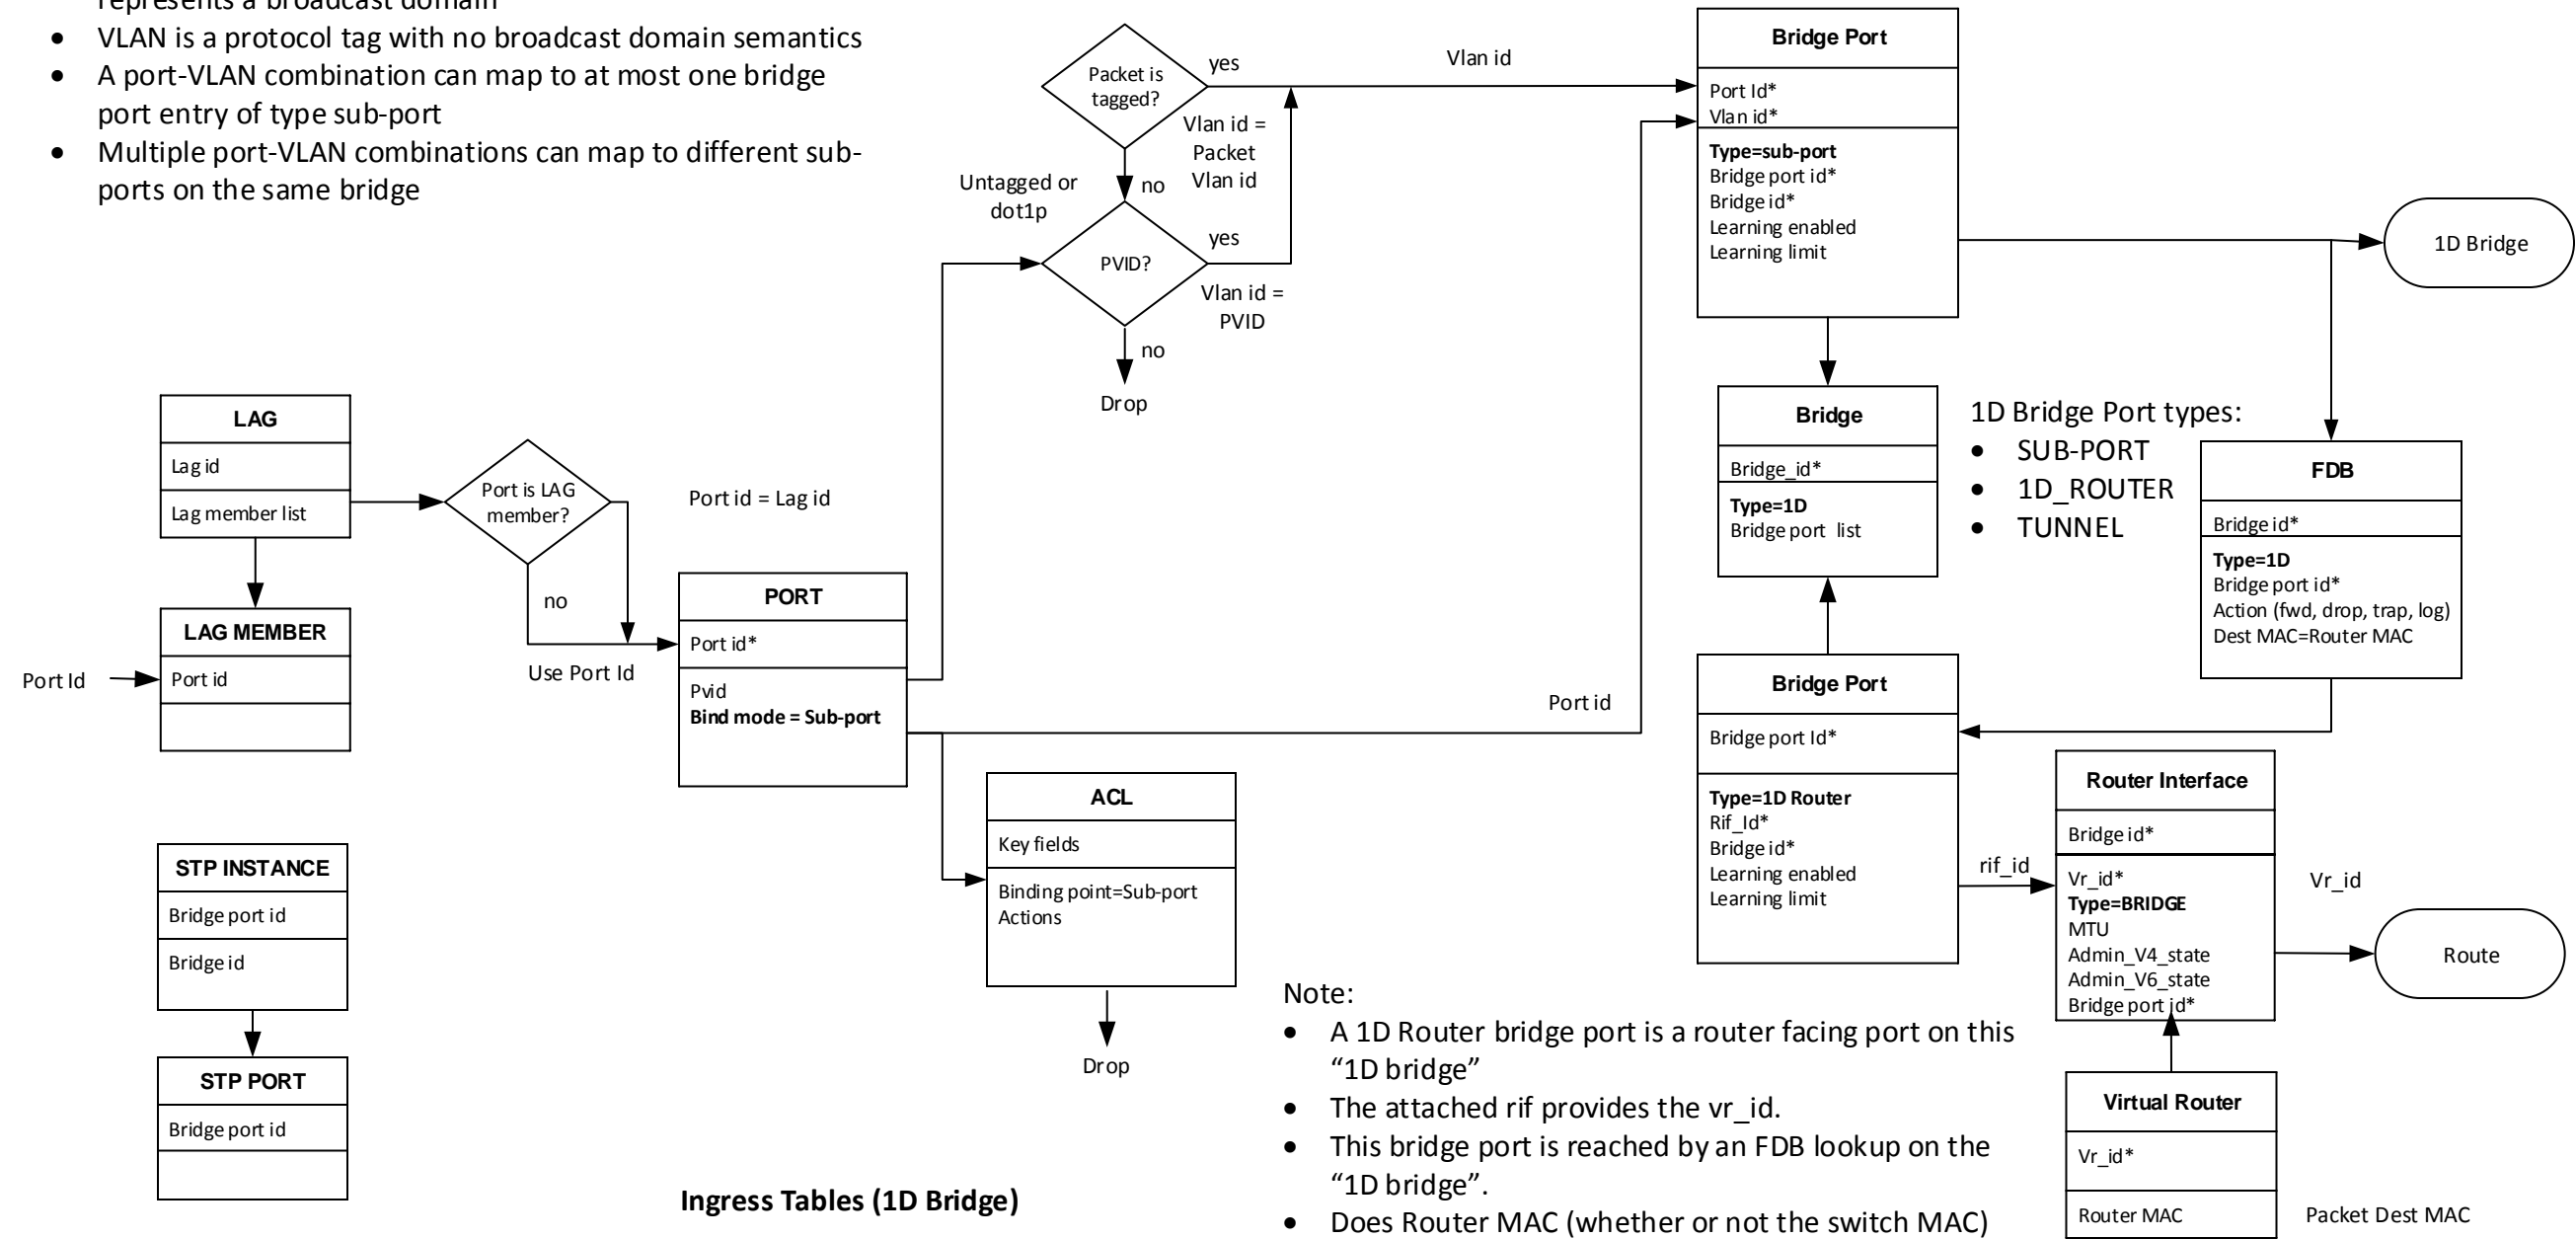 represents a broadcast domain
• VLAN is a protocol tag with no broadcast domain semantics
• A port-VLAN combination can map to at most one bridge
port entry of type sub-port
• Multiple port-VLAN combinations can map to different sub-
ports on the same bridge
Packet is
tagged?
yes
Vlan id
Vlan id =
Packet
Vlan id
no
Untagged or
dot1p
PVID?
yes
Vlan id =
PVID
no
Drop
Bridge Port
Port Id*
Vlan id*
Type=sub-port
Bridge port id*
Bridge id*
Learning enabled
Learning limit
1D Bridge
LAG
Lag id
Lag member list
Port is LAG
member?
Port id = Lag id
no
Use Port Id
LAG MEMBER
Port id
Port Id
PORT
Port id*
Pvid
Bind mode = Sub-port
Port id
Bridge
Bridge_id*
Type=1D
Bridge port list
1D Bridge Port types:
• SUB-PORT
• 1D_ROUTER
• TUNNEL
FDB
Bridge id*
Type=1D
Bridge port id*
Action (fwd, drop, trap, log)
Dest MAC=Router MAC
Bridge Port
Bridge port Id*
Type=1D Router
Rif_Id*
Bridge id*
Learning enabled
Learning limit
rif_id
Router Interface
Bridge id*
Vr_id*
Type=BRIDGE
MTU
Admin_V4_state
Admin_V6_state
Bridge port id*
Vr_id
Route
ACL
Key fields
Binding point=Sub-port
Actions
Drop
STP INSTANCE
Bridge port id
Bridge id
STP PORT
Bridge port id
Note:
• A 1D Router bridge port is a router facing port on this
“1D bridge”
• The attached rif provides the vr_id.
• This bridge port is reached by an FDB lookup on the
“1D bridge”.
• Does Router MAC (whether or not the switch MAC)
Virtual Router
Vr_id*
Router MAC
Packet Dest MAC
Ingress Tables (1D Bridge)